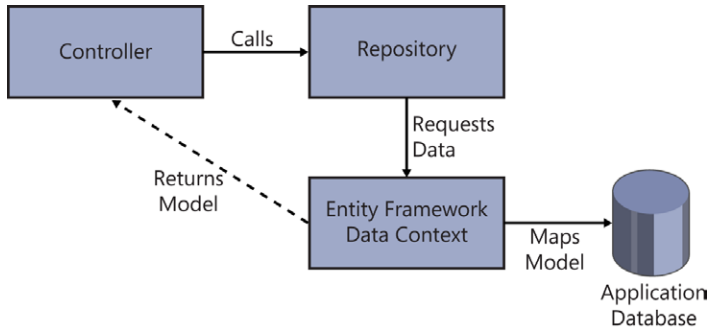 Controller
Calls
Repository
Requests
Data
Returns
Model
Entity Framework
Data Context
Maps
Model
Application
Database